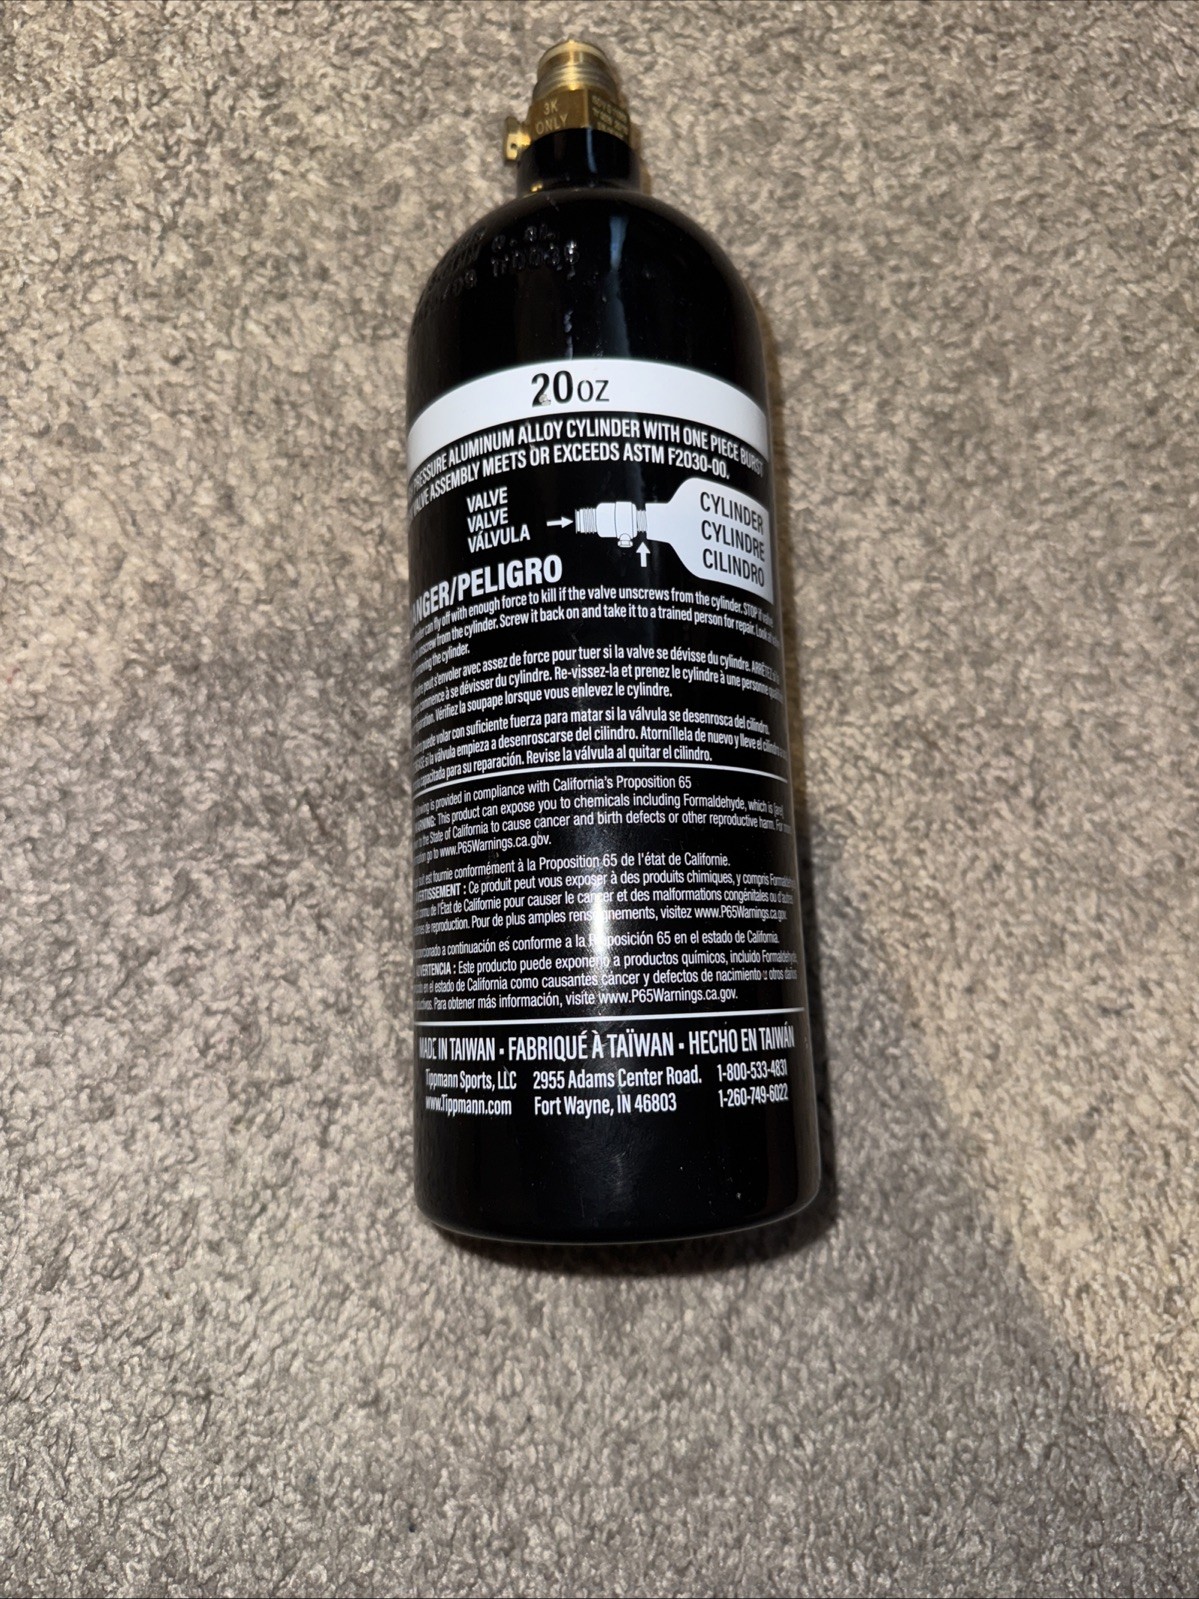 3K
ONLY
20 oz
PRESSURE ALUMINUM ALLOY CYLINDER WITH ONE PIECE BURST
VALVE ASSEMBLY MEETS OR EXCEEDS ASTM F2030-00.
VALVE
VALVE
VÁLVULA
CYLINDER
CYLINDRE
CILINDRO
ANGER/PELIGRO
can fly off with enough force to kill if the valve unscrews from the cylinder. STOP if valve
unscrew from the cylinder. Screw it back on and take it to a trained person for repair. Look
the cylinder.
peut s'envoler avec assez de force pour tuer si la valve se dévisse du cylindre.
commence à se dévisser du cylindre. Re-vissez-la et prenez le cylindre à une personne
Vérifiez la soupape lorsque vous enlevez le cylindre.
puede volar con suficiente fuerza para matar si la válvula se desenrosca del cilindro.
si la válvula empieza a desenroscarse del cilindro. Atorníllela de nuevo y lleve el
capacitada para su reparación. Revise la válvula al quitar el cilindro.
is provided in compliance with California's Proposition 65
This product can expose you to chemicals including Formaldehyde, which is
to the State of California to cause cancer and birth defects or other reproductive harm. For
go to www.P65Warnings.ca.gov.
est fournie conformément à la Proposition 65 de l'état de Californie.
Ce produit peut vous exposer à des produits chimiques, y compris
de l'État de Californie pour causer le cancer et des malformations congénitales ou
de reproduction. Pour de plus amples renseignements, visitez www.P65Warnings.ca.gov
a continuación es conforme a la Proposición 65 en el estado de California.
Este producto puede exponerlo a productos químicos, incluido
en el estado de California como causantes cáncer y defectos de nacimiento u otros
Para obtener más información, visite www.P65Warnings.ca.gov.
MADE IN TAIWAN • FABRIQUÉ À TAÏWAN • HECHO EN TAIWÁN
Tippmann Sports, LLC 2955 Adams Center Road. 1-800-533-4831
www.Tippmann.com Fort Wayne, IN 46803 1-260-749-6022